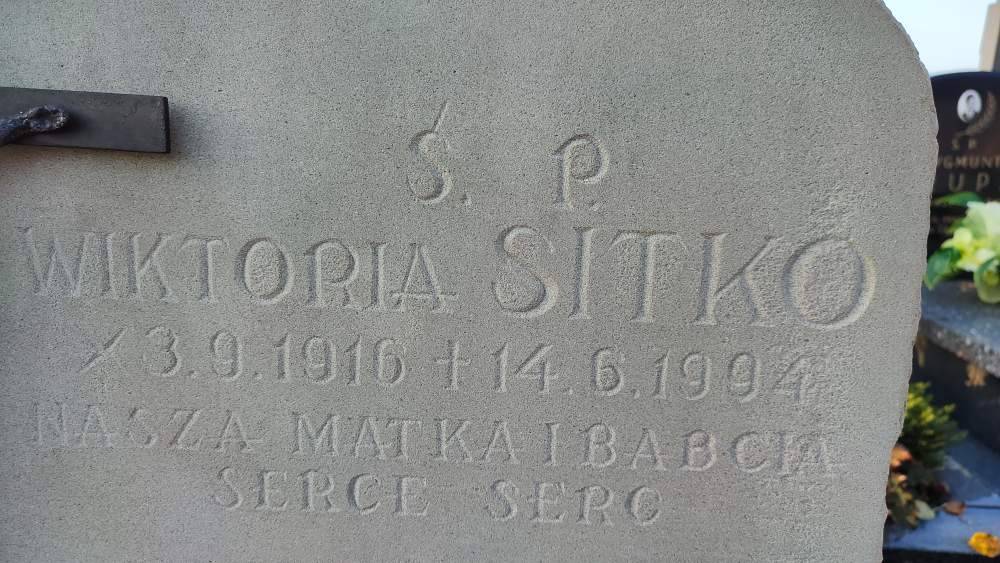 Ś. P.
WIKTORIA SITKO
× 3.9.1916 + 14.6.1994
NASZA MATKA I BABCIA
SERCE SERC
Ś. P.